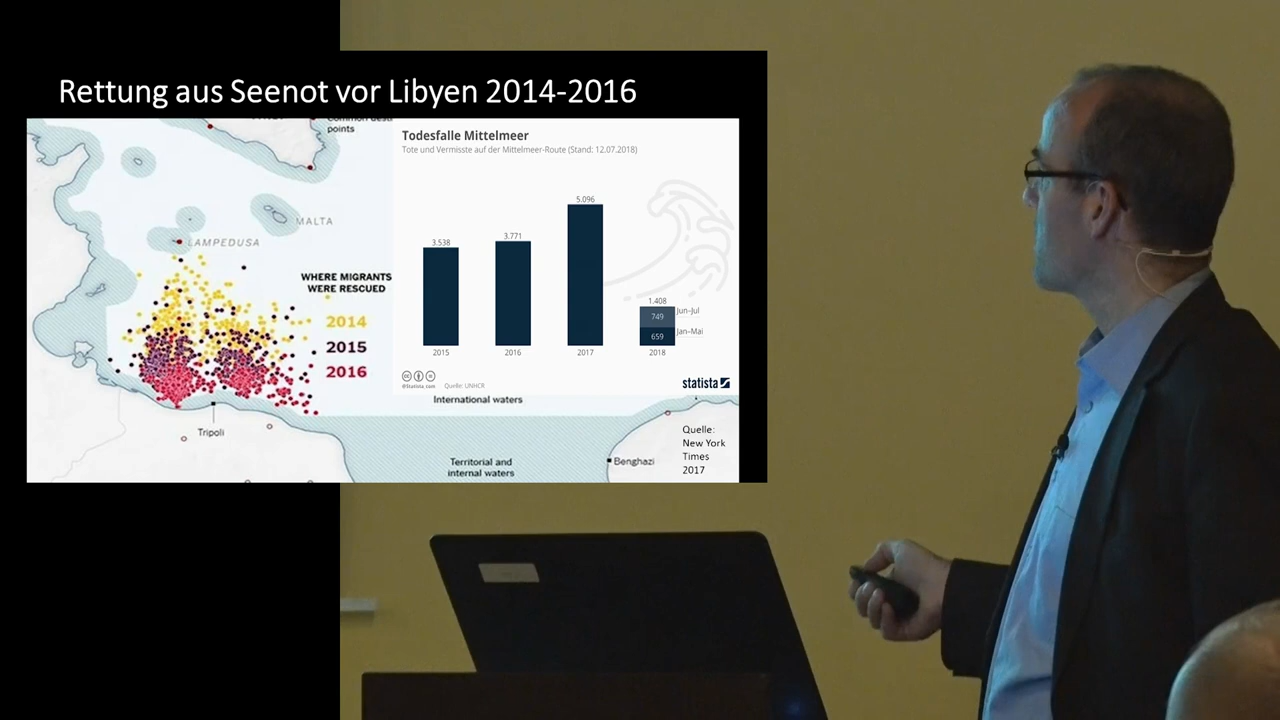 Rettung aus Seenot vor Libyen 2014-2016
points
MALTA
LAMPEDUSA
WHERE MIGRANTS
WERE RESCUED
2014
2015
2016
Tripoli
Todesfalle Mittelmeer
Tote und Vermisste auf der Mittelmeer-Route (Stand: 12.07.2018)
3.538
3.771
5.096
1.408
749
Jun-Jul
659
Jan-Mai
2015
2016
2017
2018
©Statista_com
Quelle: UNHCR
statista
International waters
Territorial and
internal waters
Benghazi
Quelle:
New York
Times
2017